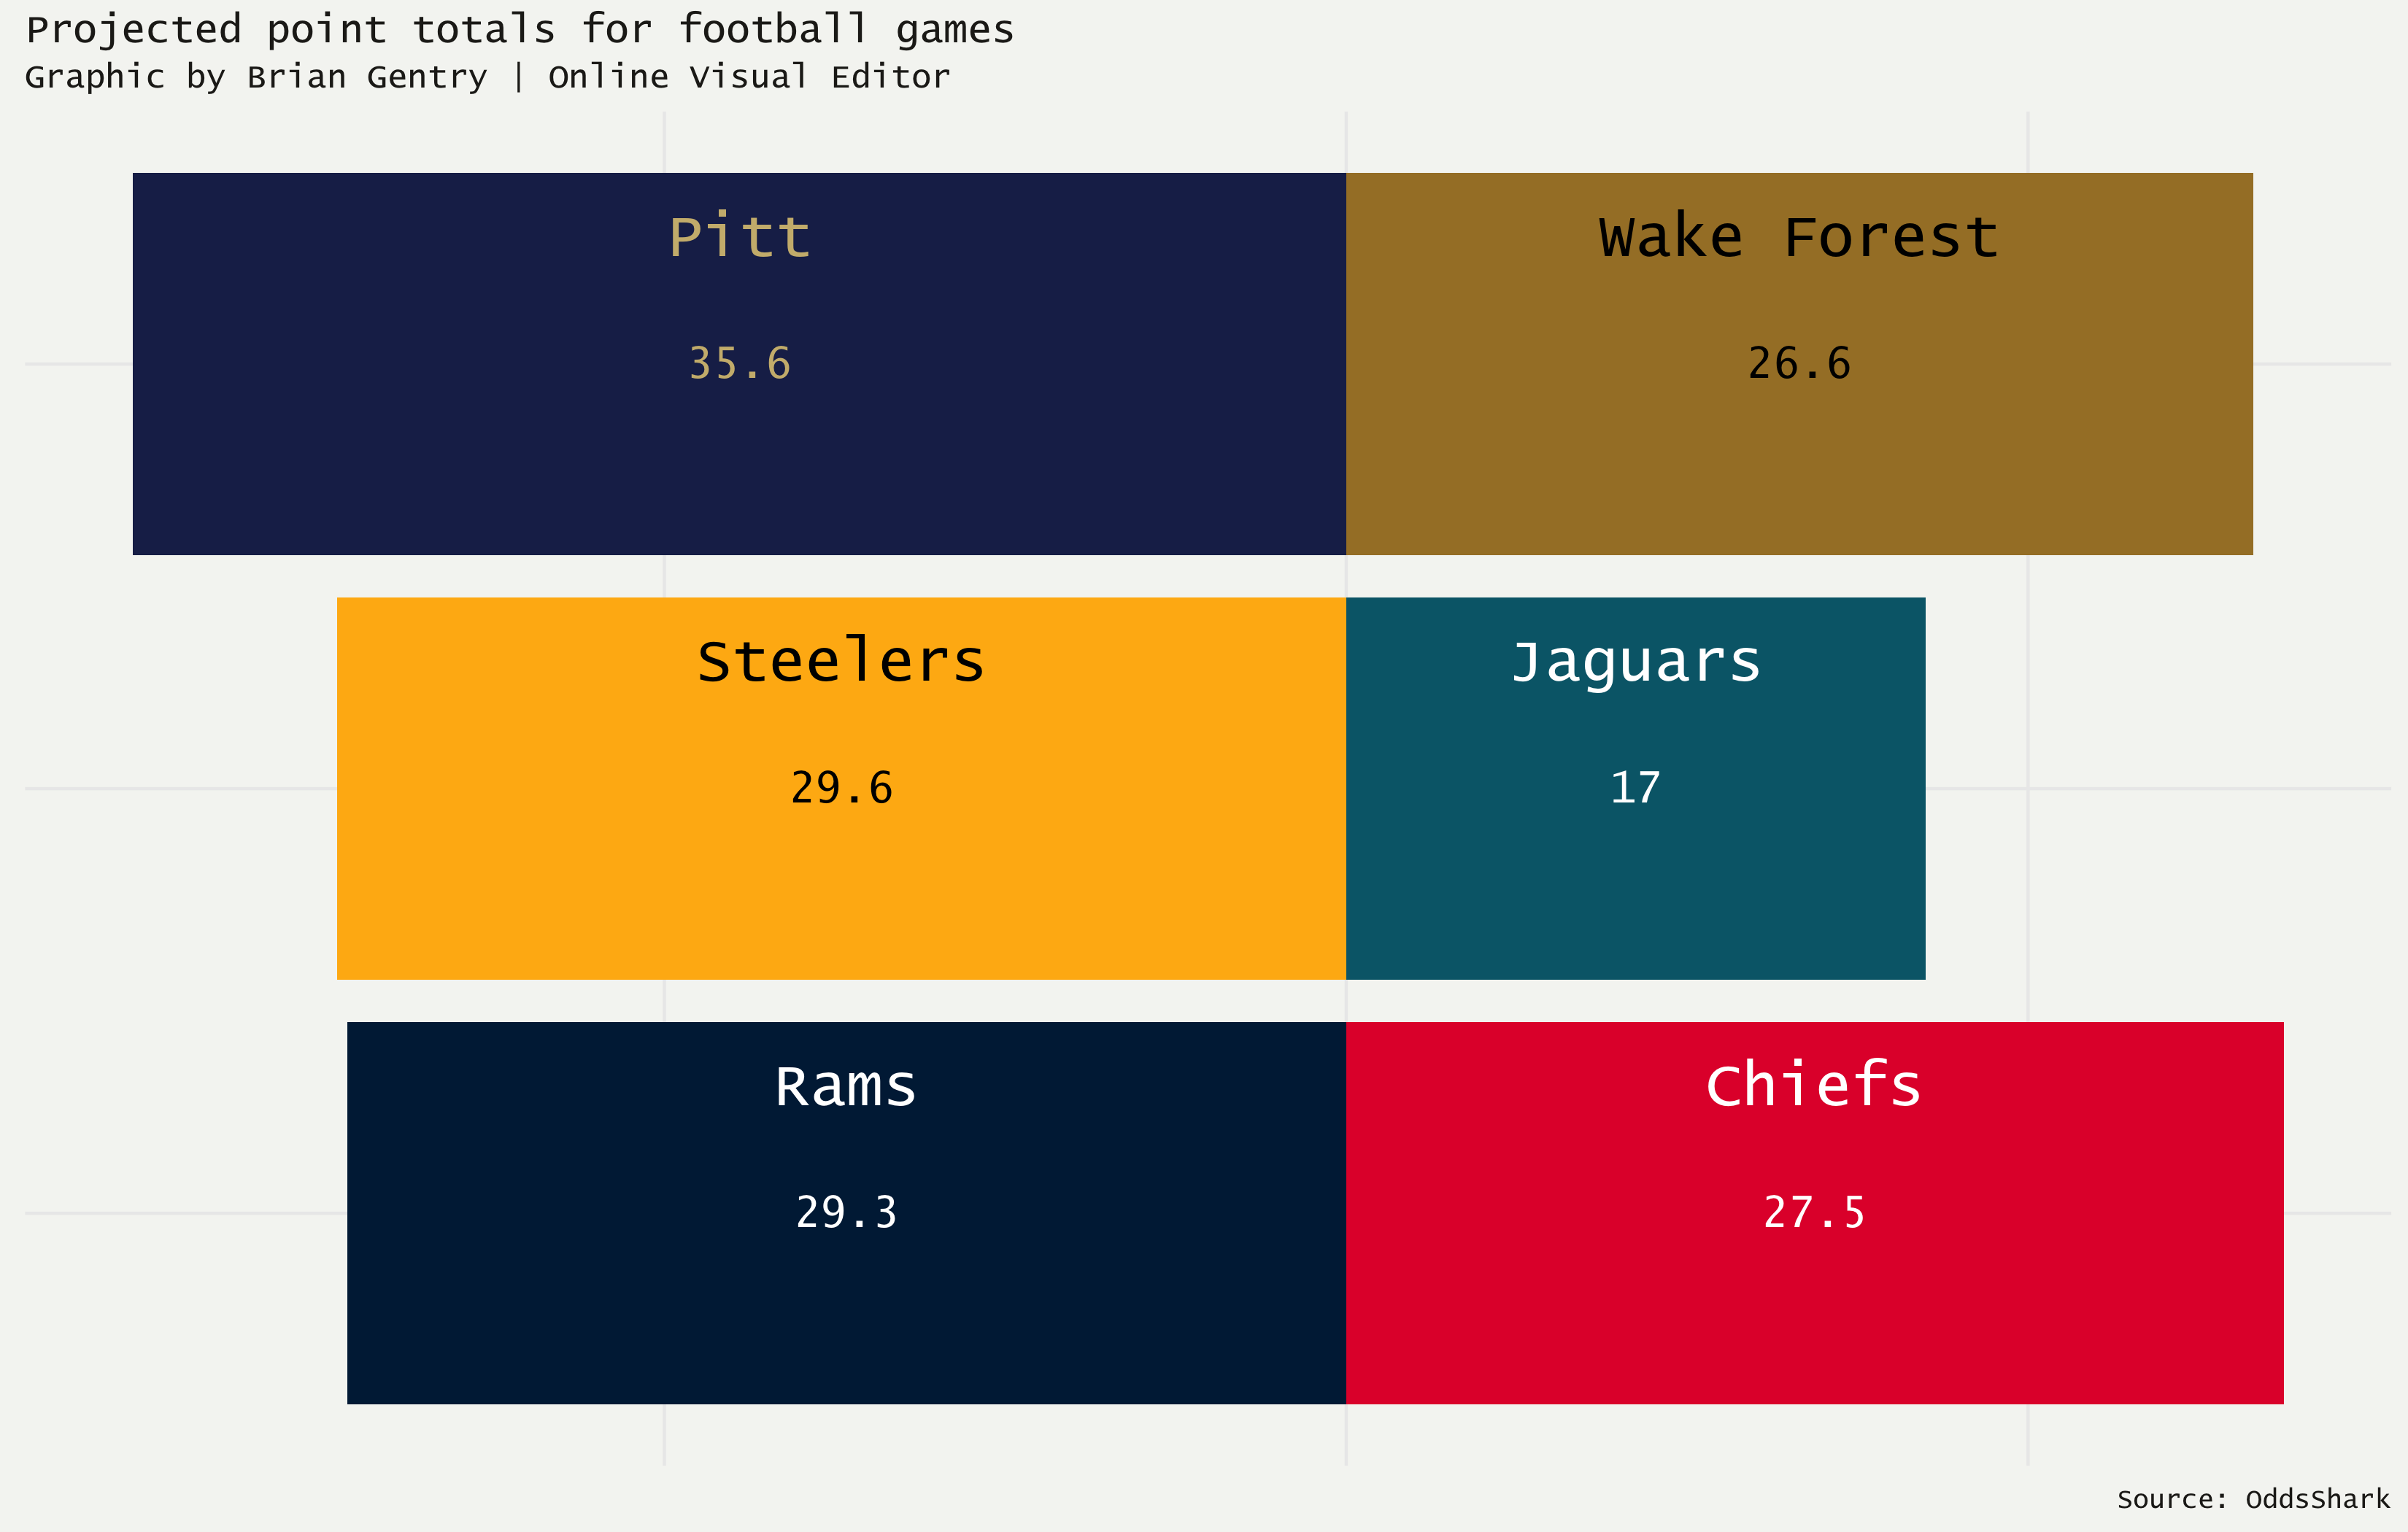 Projected point totals for football games
Graphic by Brian Gentry | Online Visual Editor
Pitt Wake Forest
35.6 26.6
Steelers Jaguars
29.6 17
Rams Chiefs
29.3 27.5
Source: OddsShark